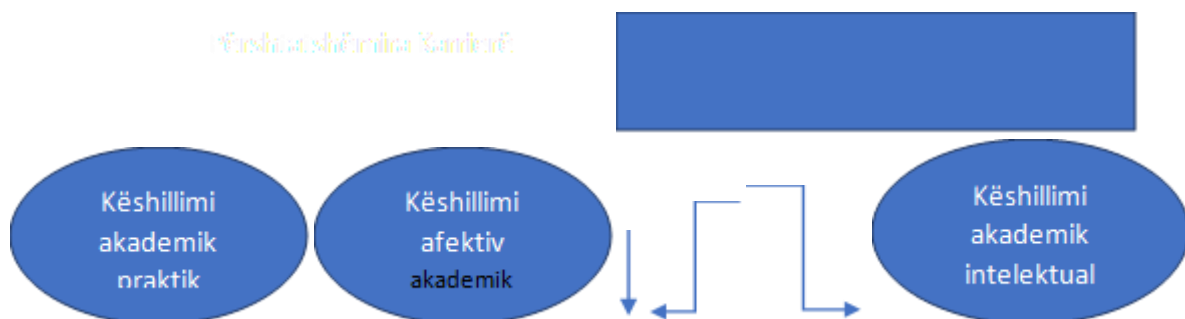 Këshillimi
akademik
praktik
Këshillimi
afektiv
akademik
Këshillimi
akademik
intelektual